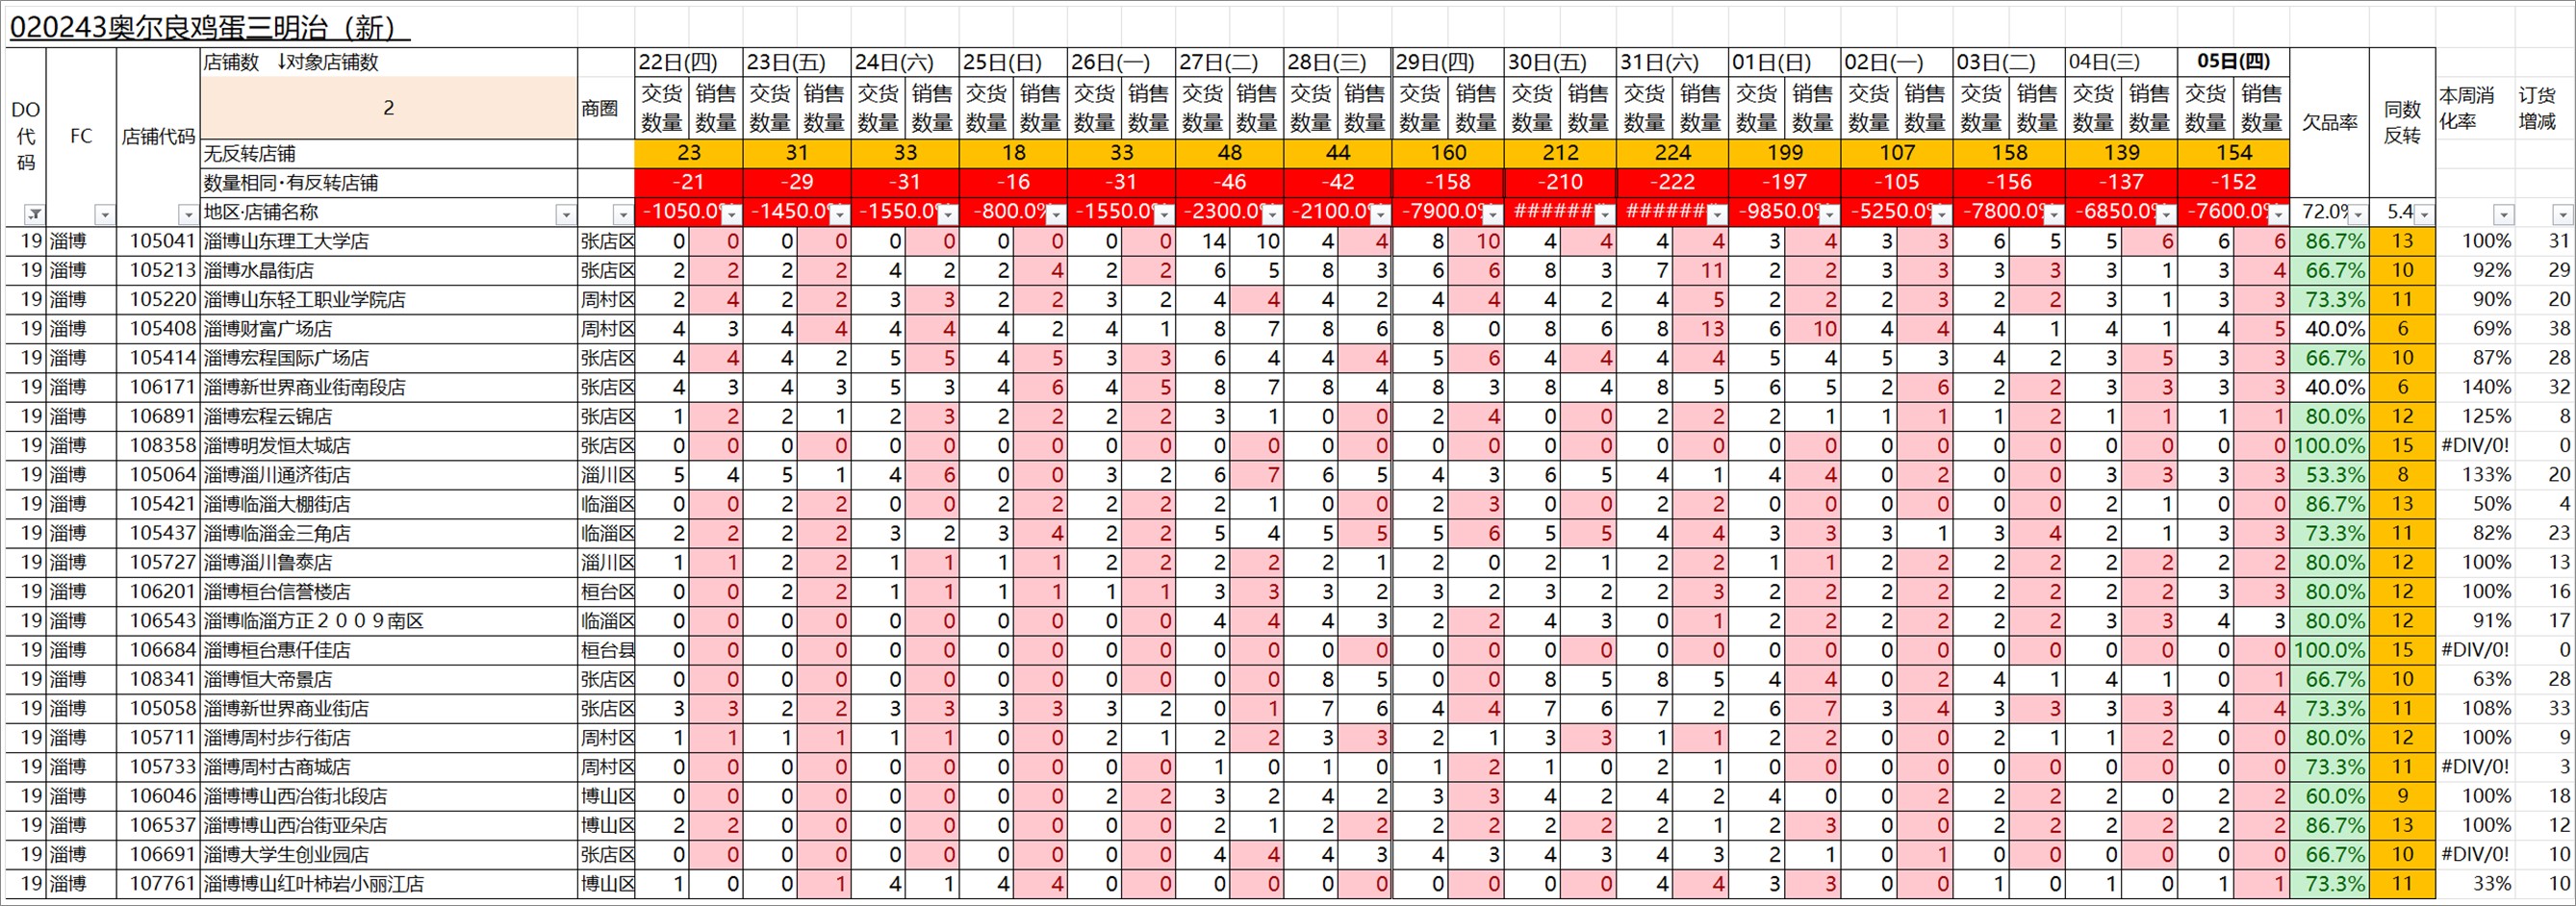 020243奥尔良鸡蛋三明治（新）
店铺数 ↓对象店铺数 22日(四) 23日(五) 24日(六) 25日(日) 26日(一) 27日(二) 28日(三) 29日(四) 30日(五) 31日(六) 01日(日) 02日(一) 03日(二) 04日(三) 05日(四)
DO代码 FC 店铺代码 2 商圈 交货数量 销售数量 交货数量 销售数量 交货数量 销售数量 交货数量 销售数量 交货数量 销售数量 交货数量 销售数量 交货数量 销售数量 交货数量 销售数量 交货数量 销售数量 交货数量 销售数量 交货数量 销售数量 交货数量 销售数量 交货数量 销售数量 交货数量 销售数量 交货数量 销售数量 欠品率 同数反转 本周消化率 订货增减
无反转店铺 23 31 33 18 33 48 44 160 212 224 199 107 158 139 154
数量相同·有反转店铺 -21 -29 -31 -16 -31 -46 -42 -158 -210 -222 -197 -105 -156 -137 -152
地区·店铺名称 -1050.0% -1450.0% -1550.0% -800.0% -1550.0% -2300.0% -2100.0% -7900.0% ###### ###### -9850.0% -5250.0% -7800.0% -6850.0% -7600.0% 72.0% 5.4
19 淄博 105041 淄博山东理工大学店 张店区 0 0 0 0 0 0 0 0 0 0 14 10 4 4 8 10 4 4 4 4 3 4 3 3 6 5 5 6 6 6 86.7% 13 100% 31
19 淄博 105213 淄博水晶街店 张店区 2 2 2 2 4 2 2 4 2 2 6 5 8 3 6 6 8 3 7 11 2 2 3 3 3 3 3 1 3 4 66.7% 10 92% 29
19 淄博 105220 淄博山东轻工职业学院店 周村区 2 4 2 2 3 3 2 2 3 2 4 4 4 2 4 4 4 2 4 5 2 2 2 3 2 2 3 1 3 3 73.3% 11 90% 20
19 淄博 105408 淄博财富广场店 周村区 4 3 4 4 4 4 4 2 4 1 8 7 8 6 8 0 8 6 8 13 6 10 4 4 4 1 4 1 4 5 40.0% 6 69% 38
19 淄博 105414 淄博宏程国际广场店 张店区 4 4 4 2 5 5 4 5 3 3 6 4 4 4 5 6 4 4 4 4 5 4 5 3 4 2 3 5 3 3 66.7% 10 87% 28
19 淄博 106171 淄博新世界商业街南段店 张店区 4 3 4 3 5 3 4 6 4 5 8 7 8 4 8 3 8 4 8 5 6 5 2 6 2 2 3 3 3 3 40.0% 6 140% 32
19 淄博 106891 淄博宏程云锦店 张店区 1 2 2 1 2 3 2 2 2 2 3 1 0 0 2 4 0 0 2 2 2 1 1 1 1 2 1 1 1 1 80.0% 12 125% 8
19 淄博 108358 淄博明发恒太城店 张店区 0 0 0 0 0 0 0 0 0 0 0 0 0 0 0 0 0 0 0 0 0 0 0 0 0 0 0 0 0 0 100.0% 15 #DIV/0! 0
19 淄博 105064 淄博淄川通济街店 淄川区 5 4 5 1 4 6 0 0 3 2 6 7 6 5 4 3 6 5 4 1 4 4 0 2 0 0 3 3 3 3 53.3% 8 133% 20
19 淄博 105421 淄博临淄大棚街店 临淄区 0 0 2 2 0 0 2 2 2 2 2 1 0 0 2 3 0 0 2 2 0 0 0 0 0 0 2 1 0 0 86.7% 13 50% 4
19 淄博 105437 淄博临淄金三角店 临淄区 2 2 2 2 3 2 3 4 2 2 5 4 5 5 5 6 5 5 4 4 3 3 3 1 3 4 2 1 3 3 73.3% 11 82% 23
19 淄博 105727 淄博淄川鲁泰店 淄川区 1 1 2 2 1 1 1 1 2 2 2 2 2 1 2 0 2 1 2 2 1 1 2 2 2 2 2 2 2 2 80.0% 12 100% 13
19 淄博 106201 淄博桓台信誉楼店 桓台区 0 0 2 2 1 1 1 1 1 1 3 3 3 2 3 2 3 2 2 3 2 2 2 2 2 2 2 2 3 3 80.0% 12 100% 16
19 淄博 106543 淄博临淄方正２００９南区 临淄区 0 0 0 0 0 0 0 0 0 0 4 4 4 3 2 2 4 3 0 1 2 2 2 2 2 2 3 3 4 3 80.0% 12 91% 17
19 淄博 106684 淄博桓台惠仟佳店 桓台县 0 0 0 0 0 0 0 0 0 0 0 0 0 0 0 0 0 0 0 0 0 0 0 0 0 0 0 0 0 0 100.0% 15 #DIV/0! 0
19 淄博 108341 淄博恒大帝景店 张店区 0 0 0 0 0 0 0 0 0 0 0 0 8 5 0 0 8 5 8 5 4 4 0 2 4 1 4 1 0 1 66.7% 10 63% 28
19 淄博 105058 淄博新世界商业街店 张店区 3 3 2 2 3 3 3 3 3 2 0 1 7 6 4 4 7 6 7 2 6 7 3 4 3 3 3 3 4 4 73.3% 11 108% 33
19 淄博 105711 淄博周村步行街店 周村区 1 1 1 1 1 1 0 0 2 1 2 2 3 3 2 1 3 3 1 1 2 2 0 0 2 1 1 2 0 0 80.0% 12 100% 9
19 淄博 105733 淄博周村古商城店 周村区 0 0 0 0 0 0 0 0 0 0 1 0 1 0 1 2 1 0 2 1 0 0 0 0 0 0 0 0 0 0 73.3% 11 #DIV/0! 3
19 淄博 106046 淄博博山西冶街北段店 博山区 0 0 0 0 0 0 0 0 2 2 3 2 4 2 3 3 4 2 4 2 4 0 0 2 2 2 2 0 2 2 60.0% 9 100% 18
19 淄博 106537 淄博博山西冶街亚朵店 博山区 2 2 0 0 0 0 0 0 0 0 2 1 2 2 2 2 2 2 2 1 2 3 0 0 2 2 2 2 2 2 86.7% 13 100% 12
19 淄博 106691 淄博大学生创业园店 张店区 0 0 0 0 0 0 0 0 0 0 4 4 4 3 4 3 4 3 4 3 2 1 0 1 0 0 0 0 0 0 66.7% 10 #DIV/0! 10
19 淄博 107761 淄博博山红叶柿岩小丽江店 博山区 1 0 0 1 4 1 4 4 0 0 0 0 0 0 0 0 0 0 4 4 3 3 0 0 1 0 1 0 1 1 73.3% 11 33% 10